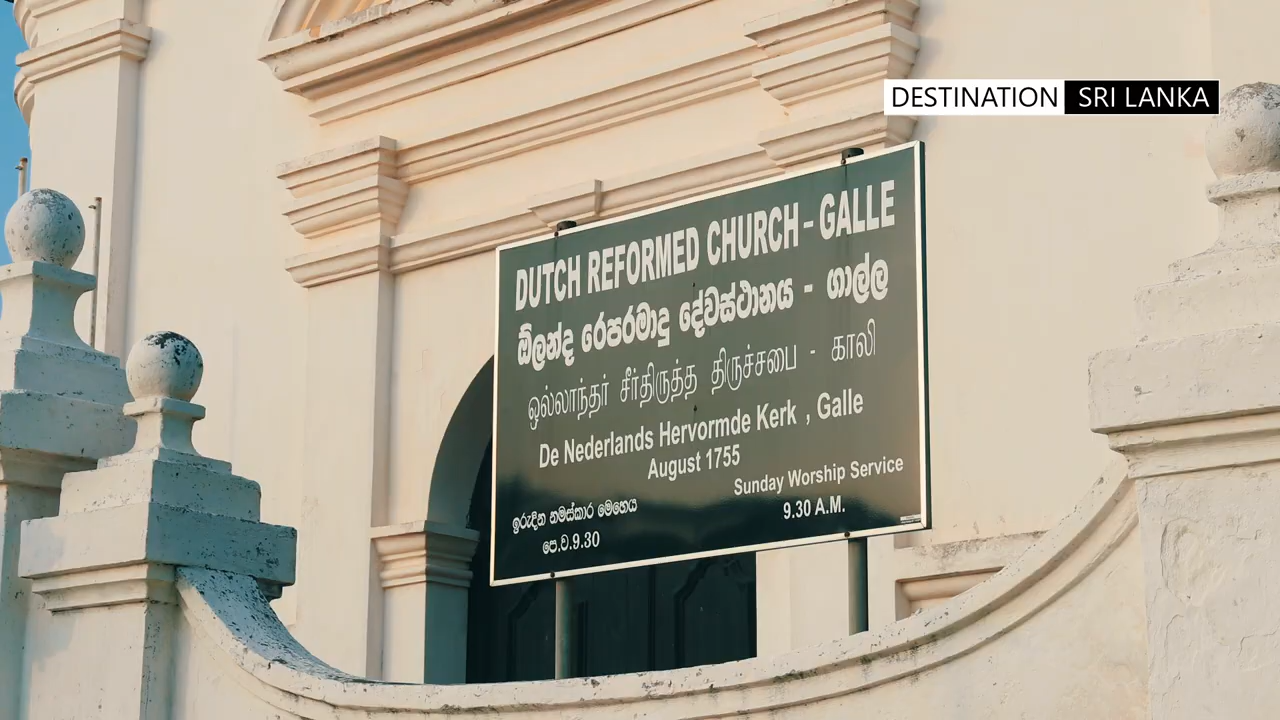 DESTINATION SRI LANKA
DUTCH REFORMED CHURCH - GALLE
ඕලන්ද රෙපරමාදු දේවස්ථානය - ගාල්ල
ஒல்லாந்தர் சீர்திருத்த திருச்சபை - காலி
De Nederlands Hervormde Kerk , Galle
August 1755
Sunday Worship Service
9.30 A.M.
ඉරුදින නමස්කාර මෙහෙය
පෙ.ව.9.30